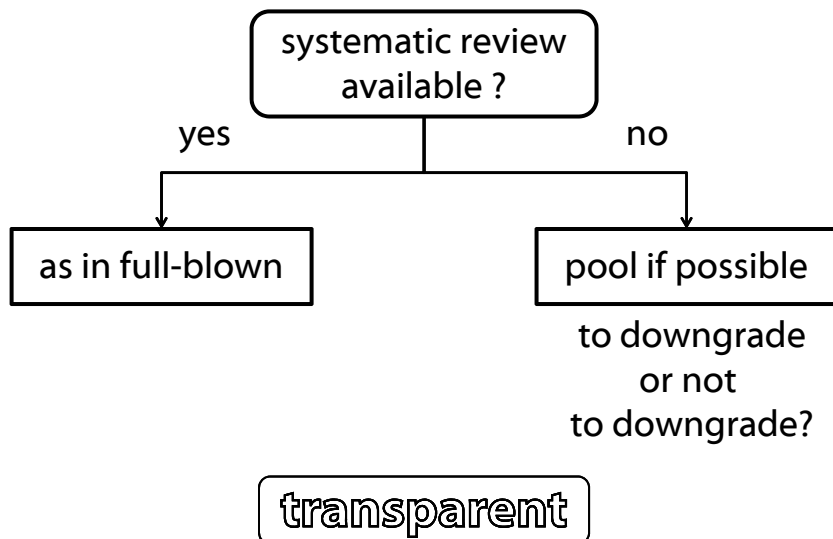 systematic review
available ?
yes
no
as in full-blown
pool if possible
to downgrade
or not
to downgrade?
transparent